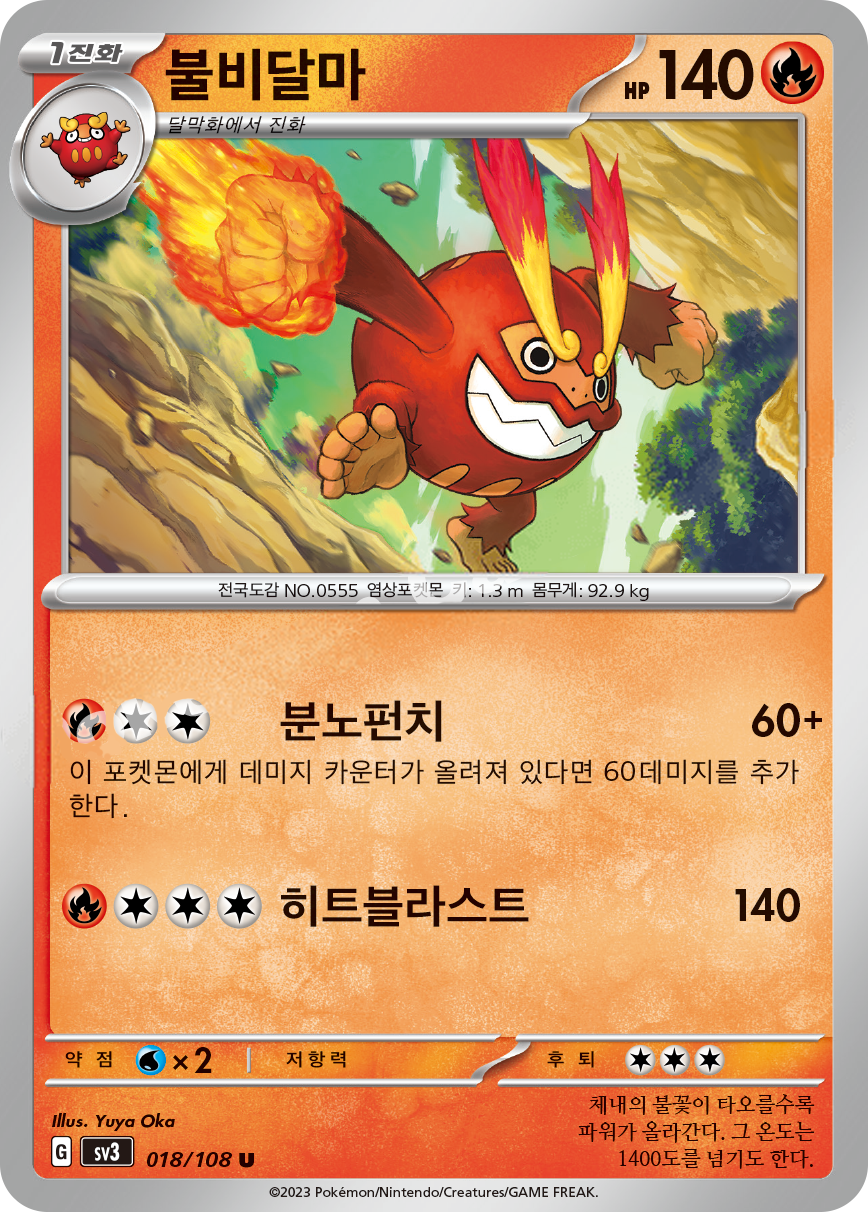 1진화
불비달마
HP 140
달막화에서 진화
전국도감 NO.0555 염상포켓몬 키: 1.3 m 몸무게: 92.9 kg
분노펀치 60+
이 포켓몬에게 데미지 카운터가 올려져 있다면 60데미지를 추가
한다.
히트블라스트 140
약점 ×2 저항력 후퇴
Illus. Yuya Oka
G sv3 018/108 U
체내의 불꽃이 타오를수록
파워가 올라간다. 그 온도는
1400도를 넘기도 한다.
©2023 Pokémon/Nintendo/Creatures/GAME FREAK.